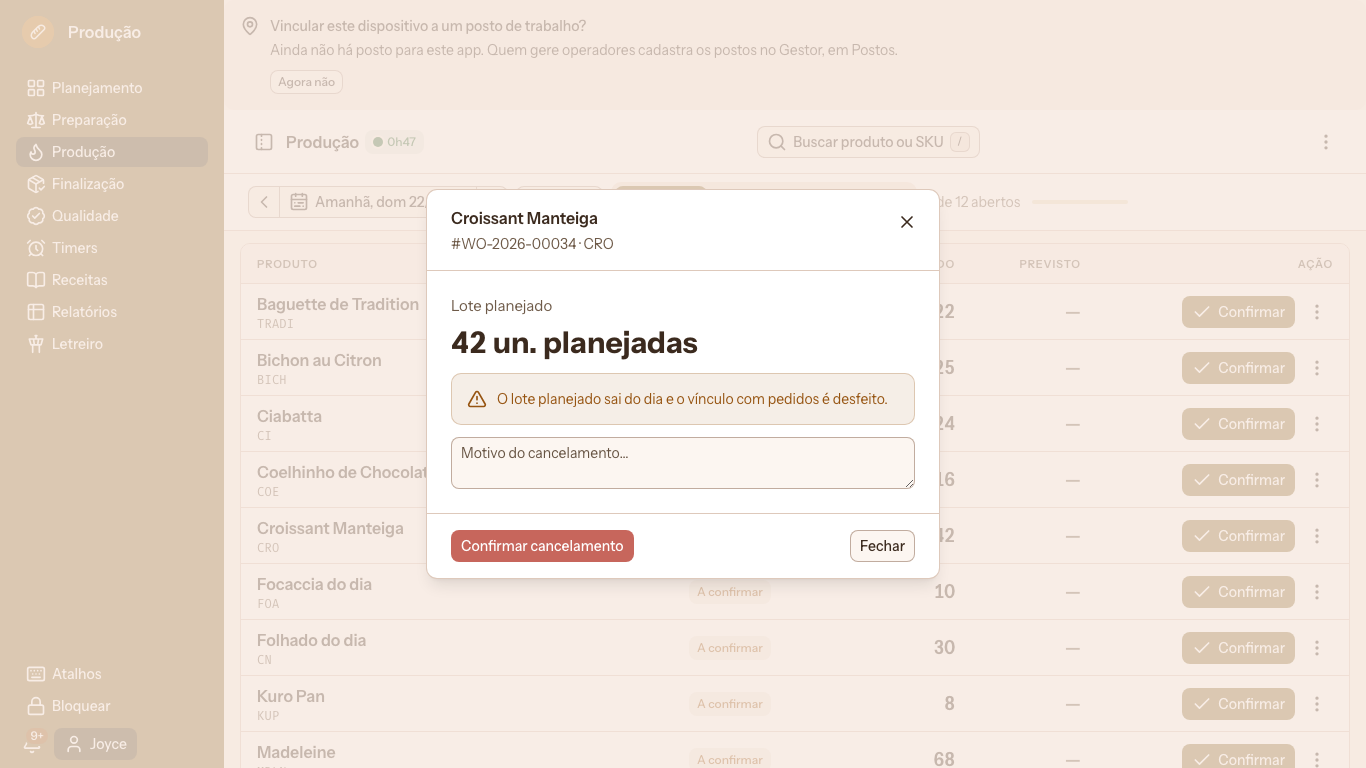 Produção
Planejamento
Preparação
Produção
Finalização
Qualidade
Timers
Receitas
Relatórios
Letreiro
Atalhos
Bloquear
9+
Joyce
Vincular este dispositivo a um posto de trabalho?
Ainda não há posto para este app. Quem gere operadores cadastra os postos no Gestor, em Postos.
Agora não
Produção
0h47
Buscar produto ou SKU /
Amanhã, dom 22,
de 12 abertos
PRODUTO
PREVISTO
AÇÃO
Baguette de Tradition
TRADI
22
—
Confirmar
Bichon au Citron
BICH
25
—
Confirmar
Ciabatta
CI
24
—
Confirmar
Coelhinho de Chocolat
COE
16
—
Confirmar
Croissant Manteiga
CRO
42
—
Confirmar
Focaccia do dia
FOA
A confirmar
10
—
Confirmar
Folhado do dia
CN
A confirmar
30
—
Confirmar
Kuro Pan
KUP
A confirmar
8
—
Confirmar
Madeleine
A confirmar
68
—
Confirmar
Croissant Manteiga
#WO-2026-00034 · CRO
Lote planejado
42 un. planejadas
O lote planejado sai do dia e o vínculo com pedidos é desfeito.
Motivo do cancelamento...
Confirmar cancelamento
Fechar